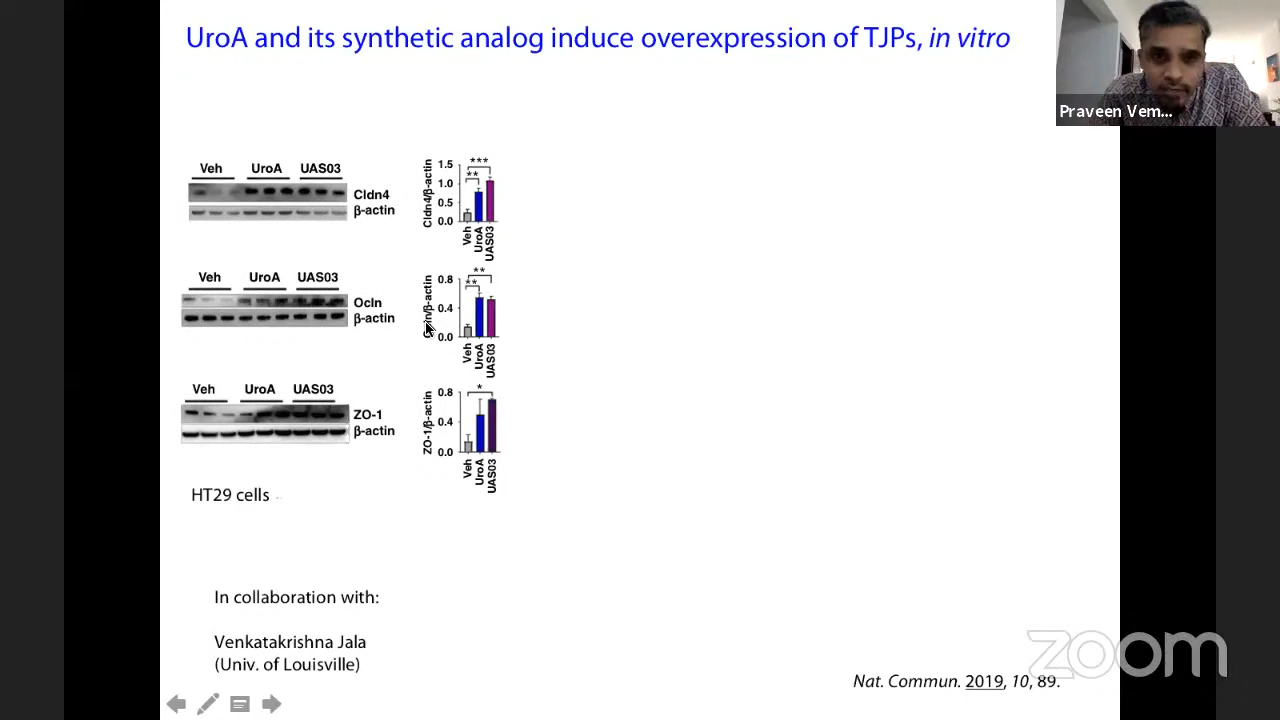 UroA and its synthetic analog induce overexpression of TJPs, in vitro
Praveen Vem...
Veh UroA UAS03
Cldn4
β-actin
Cldn4/β-actin
1.5
1.0
0.5
0.0
***
**
Veh
UroA
UAS03
Veh UroA UAS03
Ocln
β-actin
/β-actin
0.8
0.4
0.0
**
**
Veh
UroA
UAS03
Veh UroA UAS03
ZO-1
β-actin
ZO-1/β-actin
0.8
0.4
0.0
*
Veh
UroA
UAS03
HT29 cells
In collaboration with:
Venkatakrishna Jala
(Univ. of Louisville)
Nat. Commun. 2019, 10, 89.
zoom